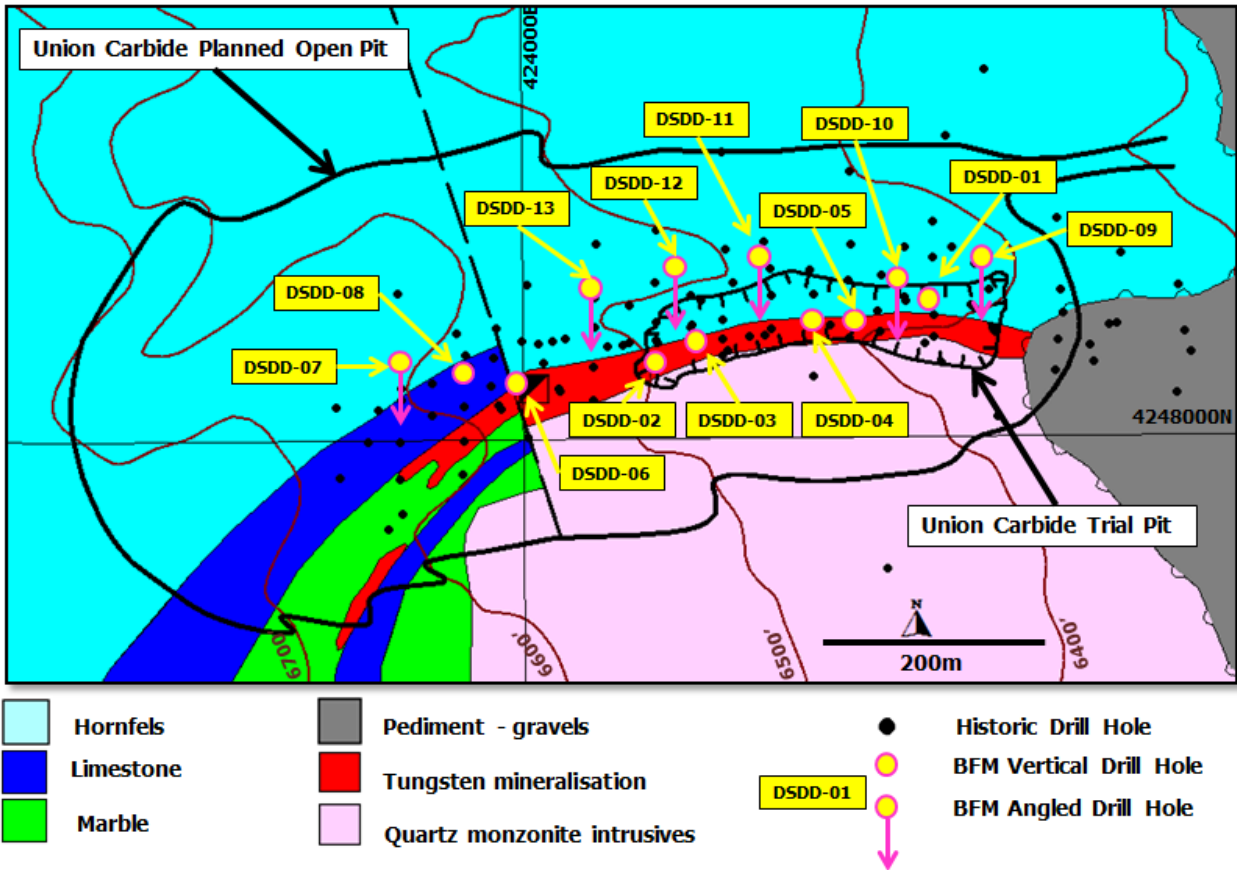 Union Carbide Planned Open Pit
424000E
DSDD-11
DSDD-10
DSDD-12
DSDD-01
DSDD-13
DSDD-05
DSDD-09
DSDD-08
DSDD-07
DSDD-02
DSDD-03
DSDD-04
4248000N
DSDD-06
Union Carbide Trial Pit
N
200m
6700'
6600'
6500'
6400'
Hornfels
Limestone
Marble
Pediment - gravels
Tungsten mineralisation
Quartz monzonite intrusives
DSDD-01
Historic Drill Hole
BFM Vertical Drill Hole
BFM Angled Drill Hole